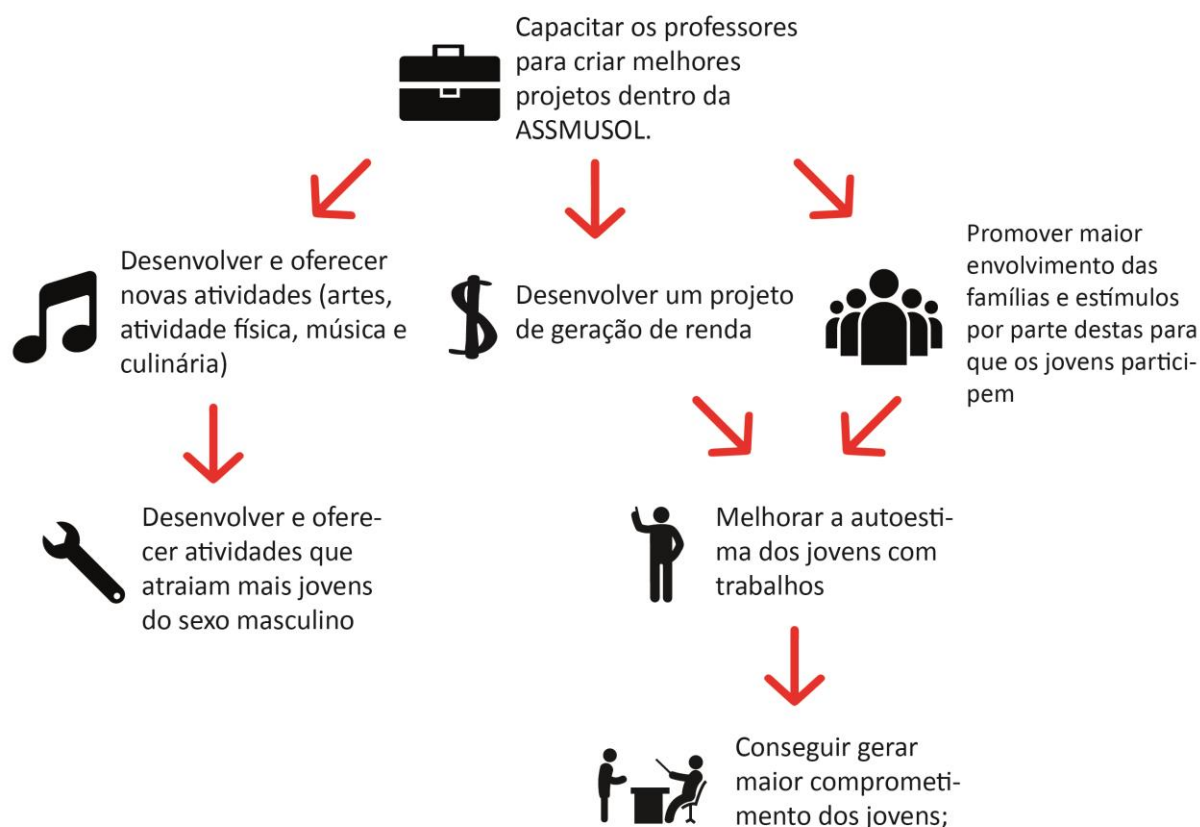 Capacitar os professores
para criar melhores
projetos dentro da
ASSMUSOL.
Desenvolver e oferecer
novas atividades (artes,
atividade física, música e
culinária)
Desenvolver um projeto
de geração de renda
Promover maior
envolvimento das
famílias e estímulos
por parte destas para
que os jovens partici-
pem
Desenvolver e ofere-
cer atividades que
atraiam mais jovens
do sexo masculino
Melhorar a autoesti-
ma dos jovens com
trabalhos
Conseguir gerar
maior comprometi-
mento dos jovens;